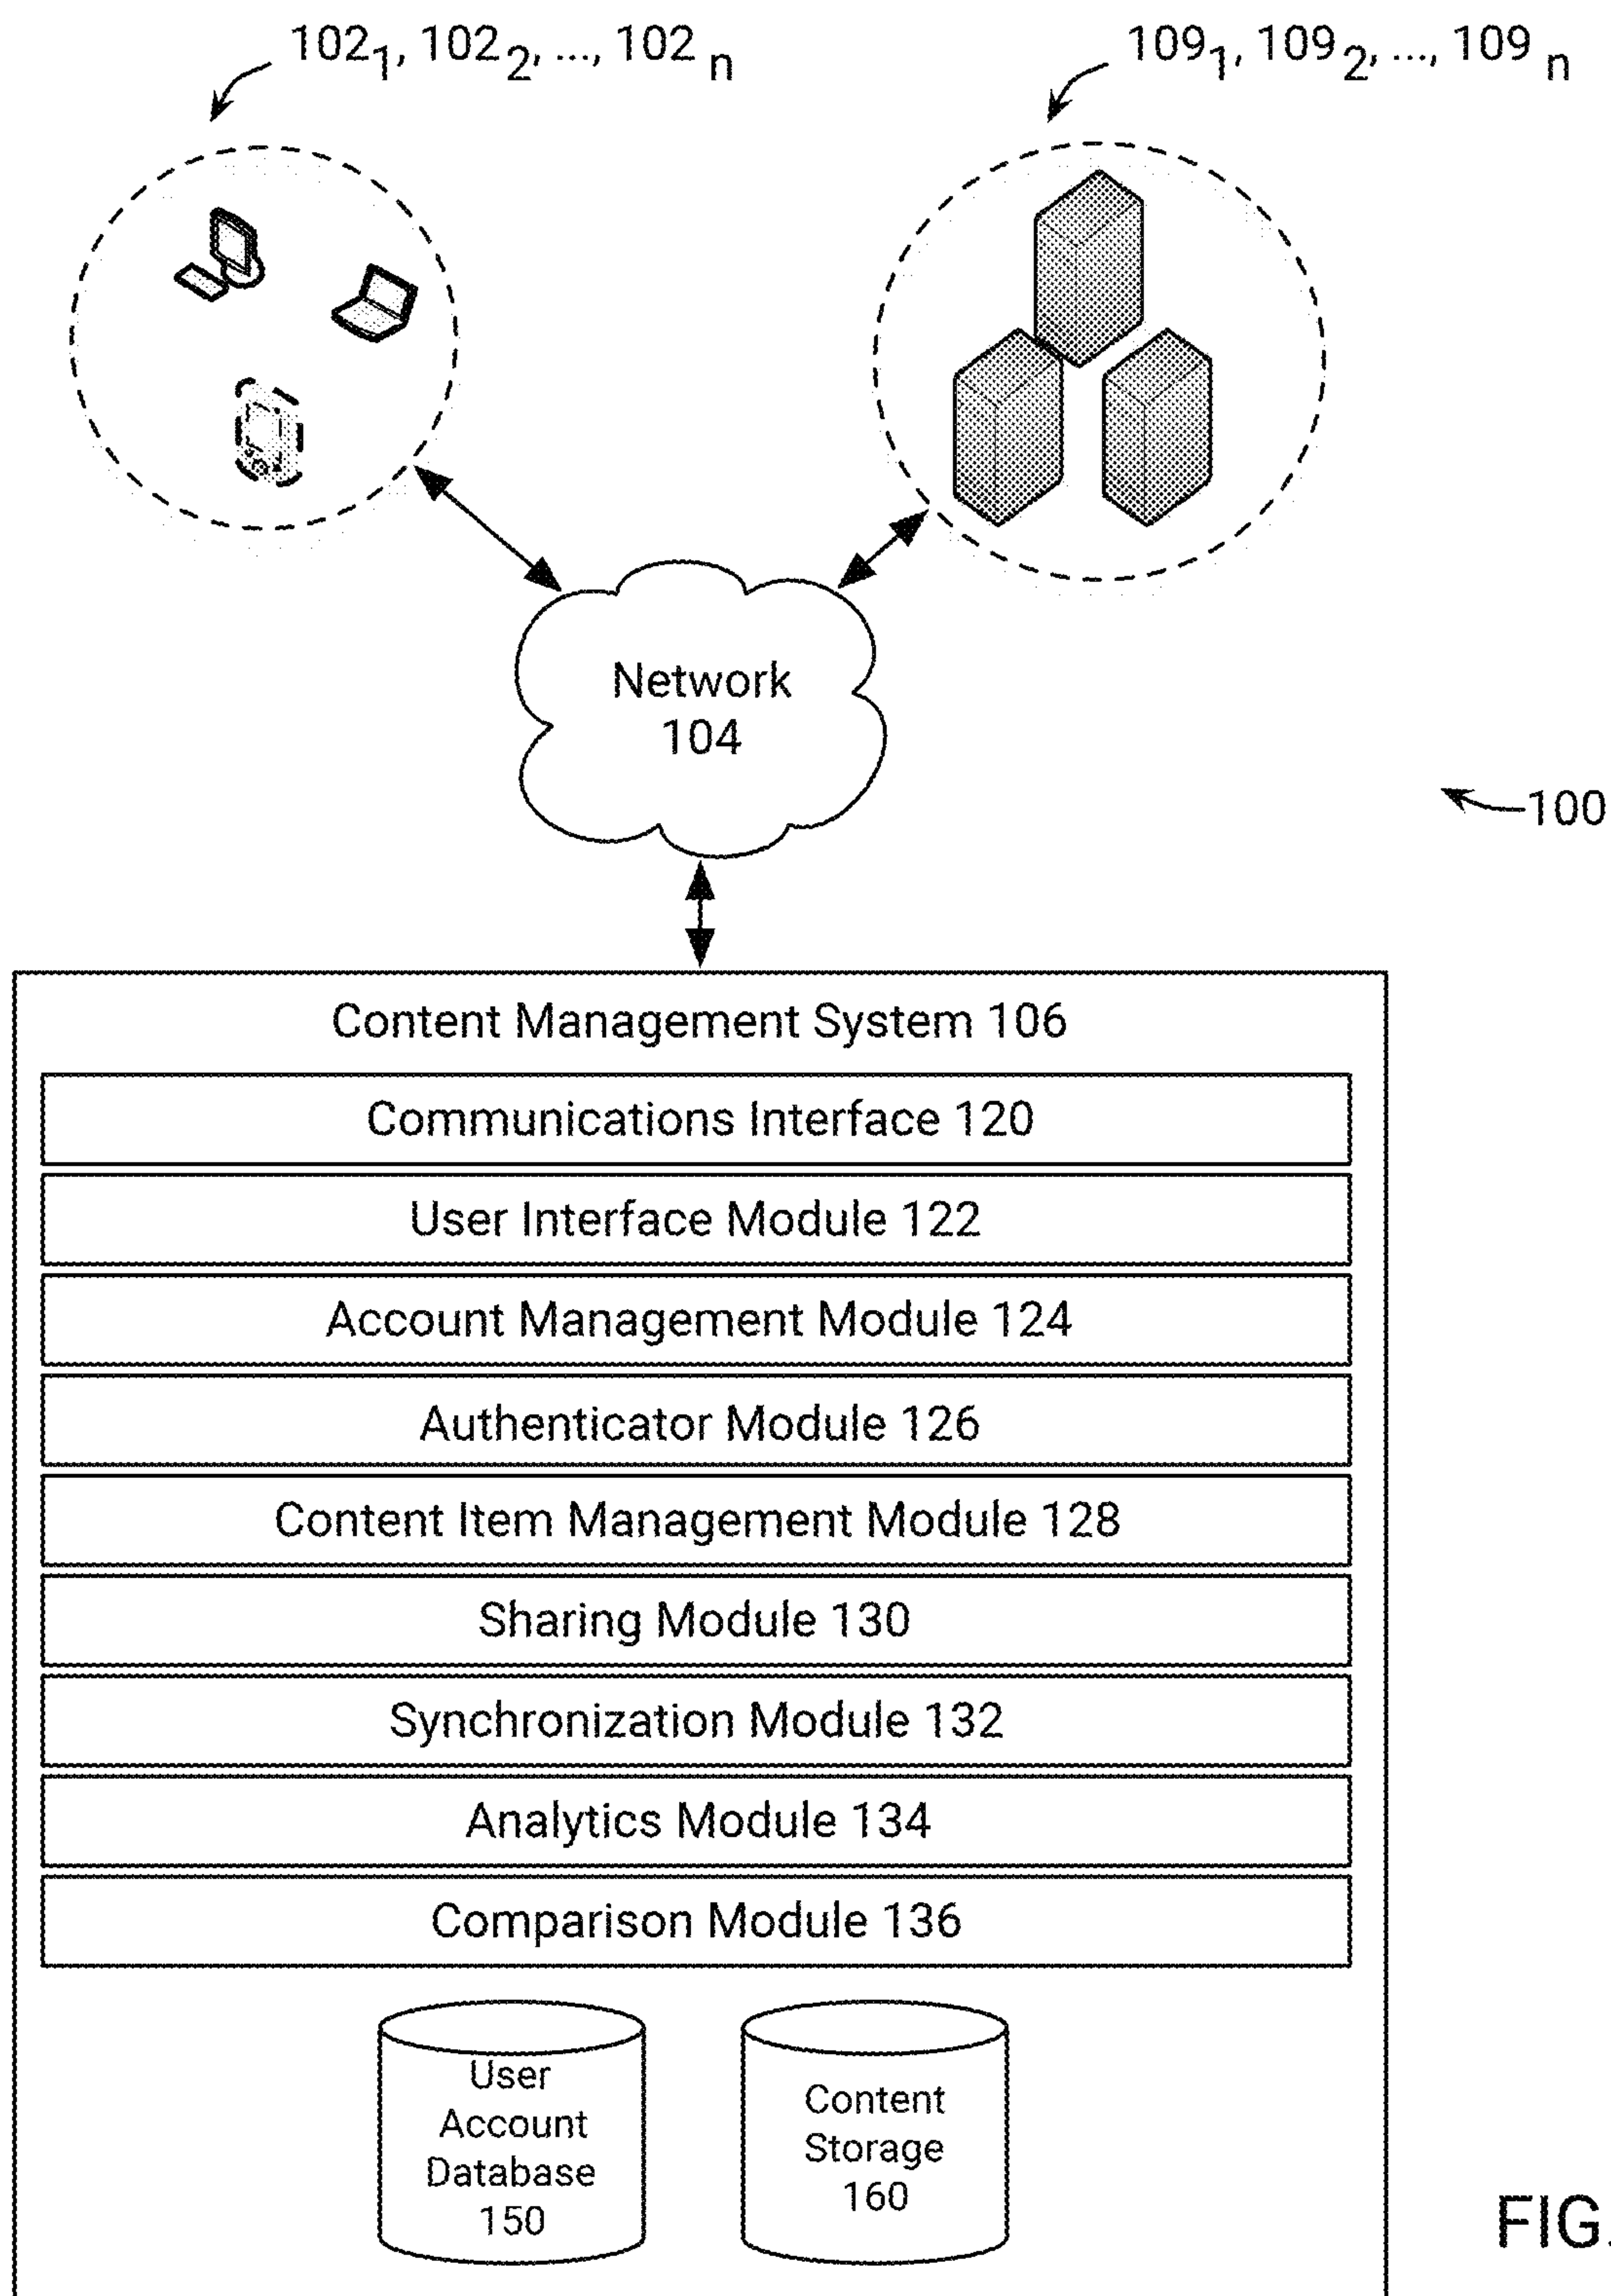 102₁, 102₂, ..., 102 n
109₁, 109₂, ..., 109 n
Network
104
100
Content Management System 106
Communications Interface 120
User Interface Module 122
Account Management Module 124
Authenticator Module 126
Content Item Management Module 128
Sharing Module 130
Synchronization Module 132
Analytics Module 134
Comparison Module 136
User
Account
Database
150
Content
Storage
160
FIG.